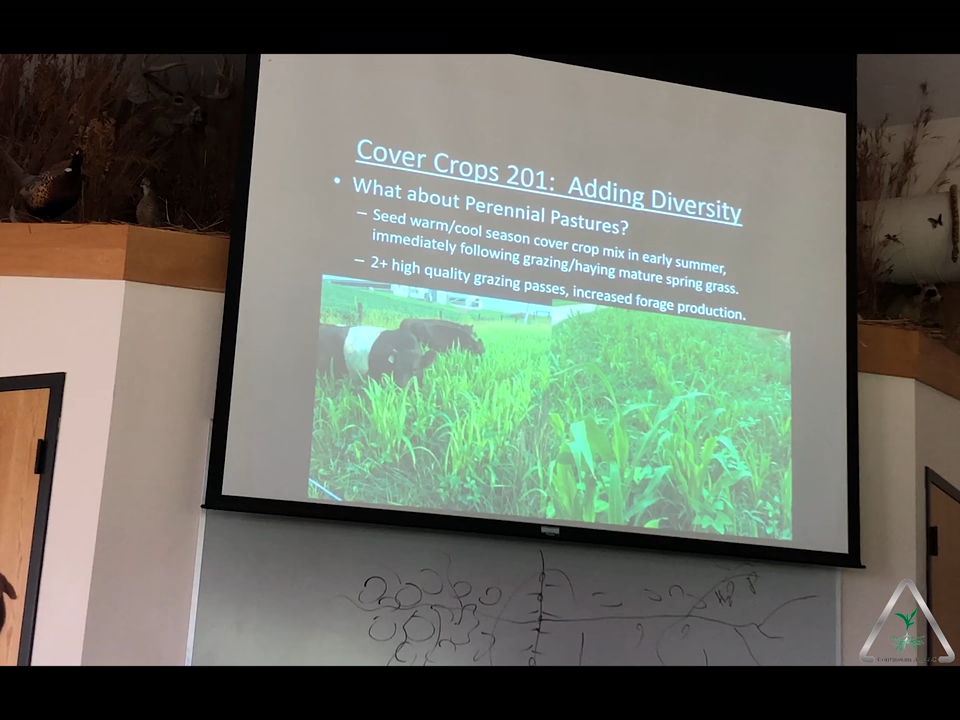 Cover Crops 201: Adding Diversity
• What about Perennial Pastures?
– Seed warm/cool season cover crop mix in early summer,
immediately following grazing/haying mature spring grass.
– 2+ high quality grazing passes, increased forage production.